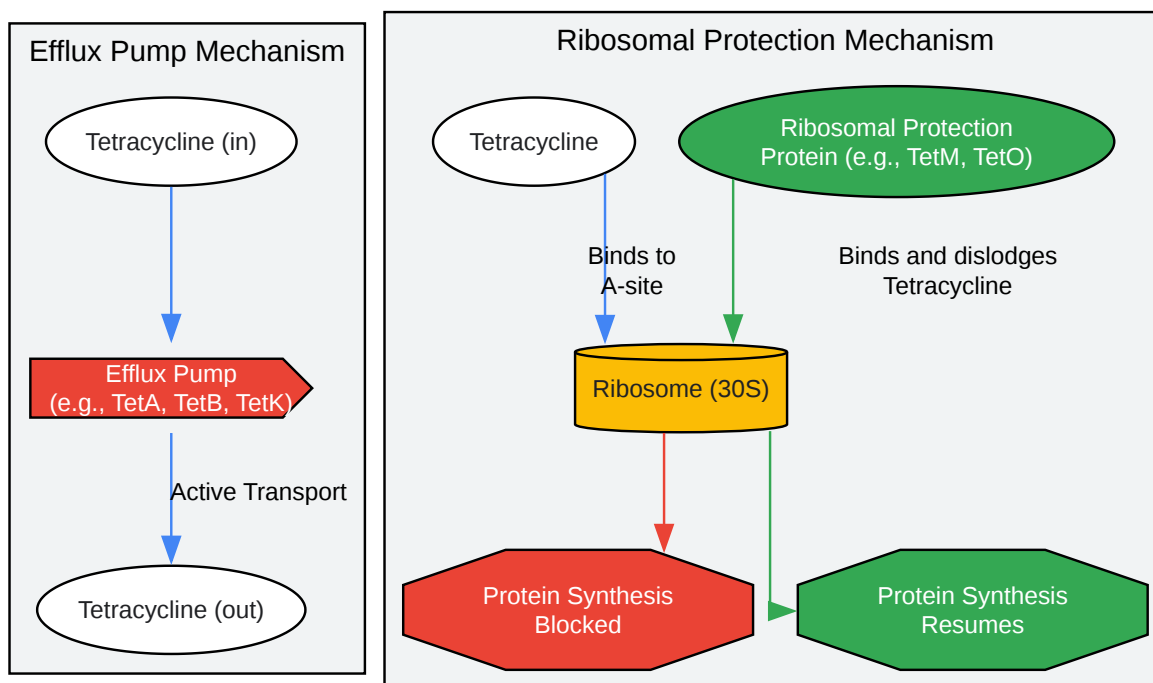 Efflux Pump Mechanism
Tetracycline (in)
Efflux Pump
(e.g., TetA, TetB, TetK)
Active Transport
Tetracycline (out)
Ribosomal Protection Mechanism
Tetracycline
Ribosomal Protection
Protein (e.g., TetM, TetO)
Binds to
A-site
Binds and dislodges
Tetracycline
Ribosome (30S)
Protein Synthesis
Blocked
Protein Synthesis
Resumes